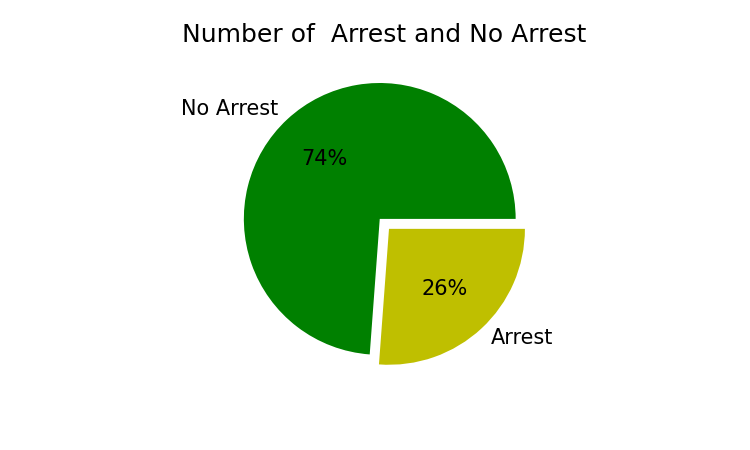 Number of  Arrest and No Arrest
No Arrest
74%
26%
Arrest